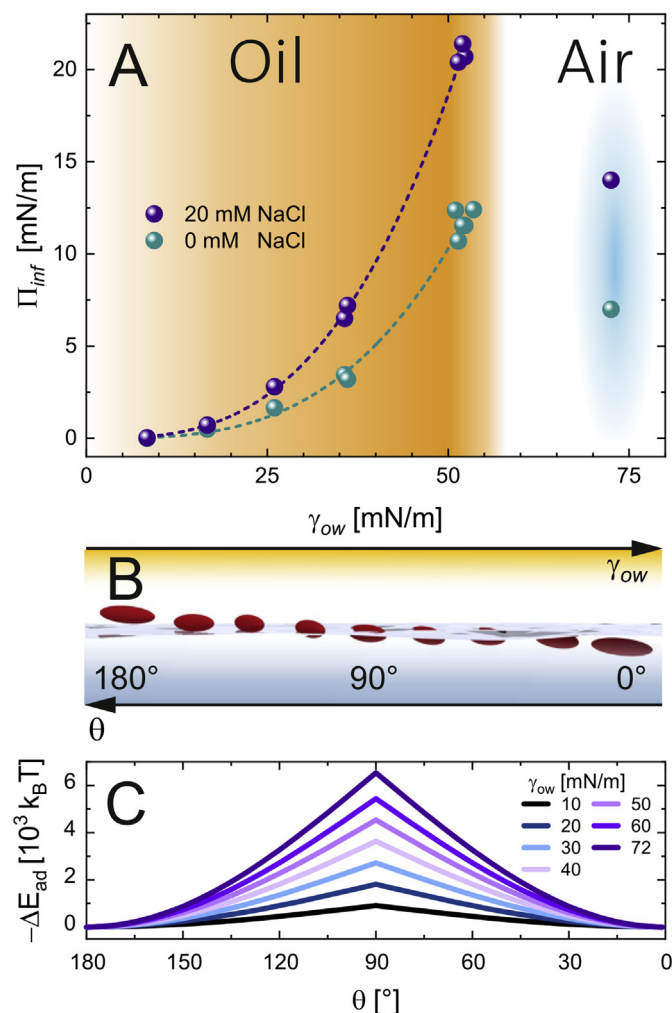 A Oil Air
Π_inf [mN/m]
20
15
10
5
0
20 mM NaCl
0 mM NaCl
0 25 50 75
γ_ow [mN/m]
B
γ_ow
180° 90° 0°
θ
C
−ΔE_ad [10³ k_BT]
6
4
2
0
γ_ow [mN/m]
10 50
20 60
30 72
40
180 150 120 90 60 30 0
θ [°]